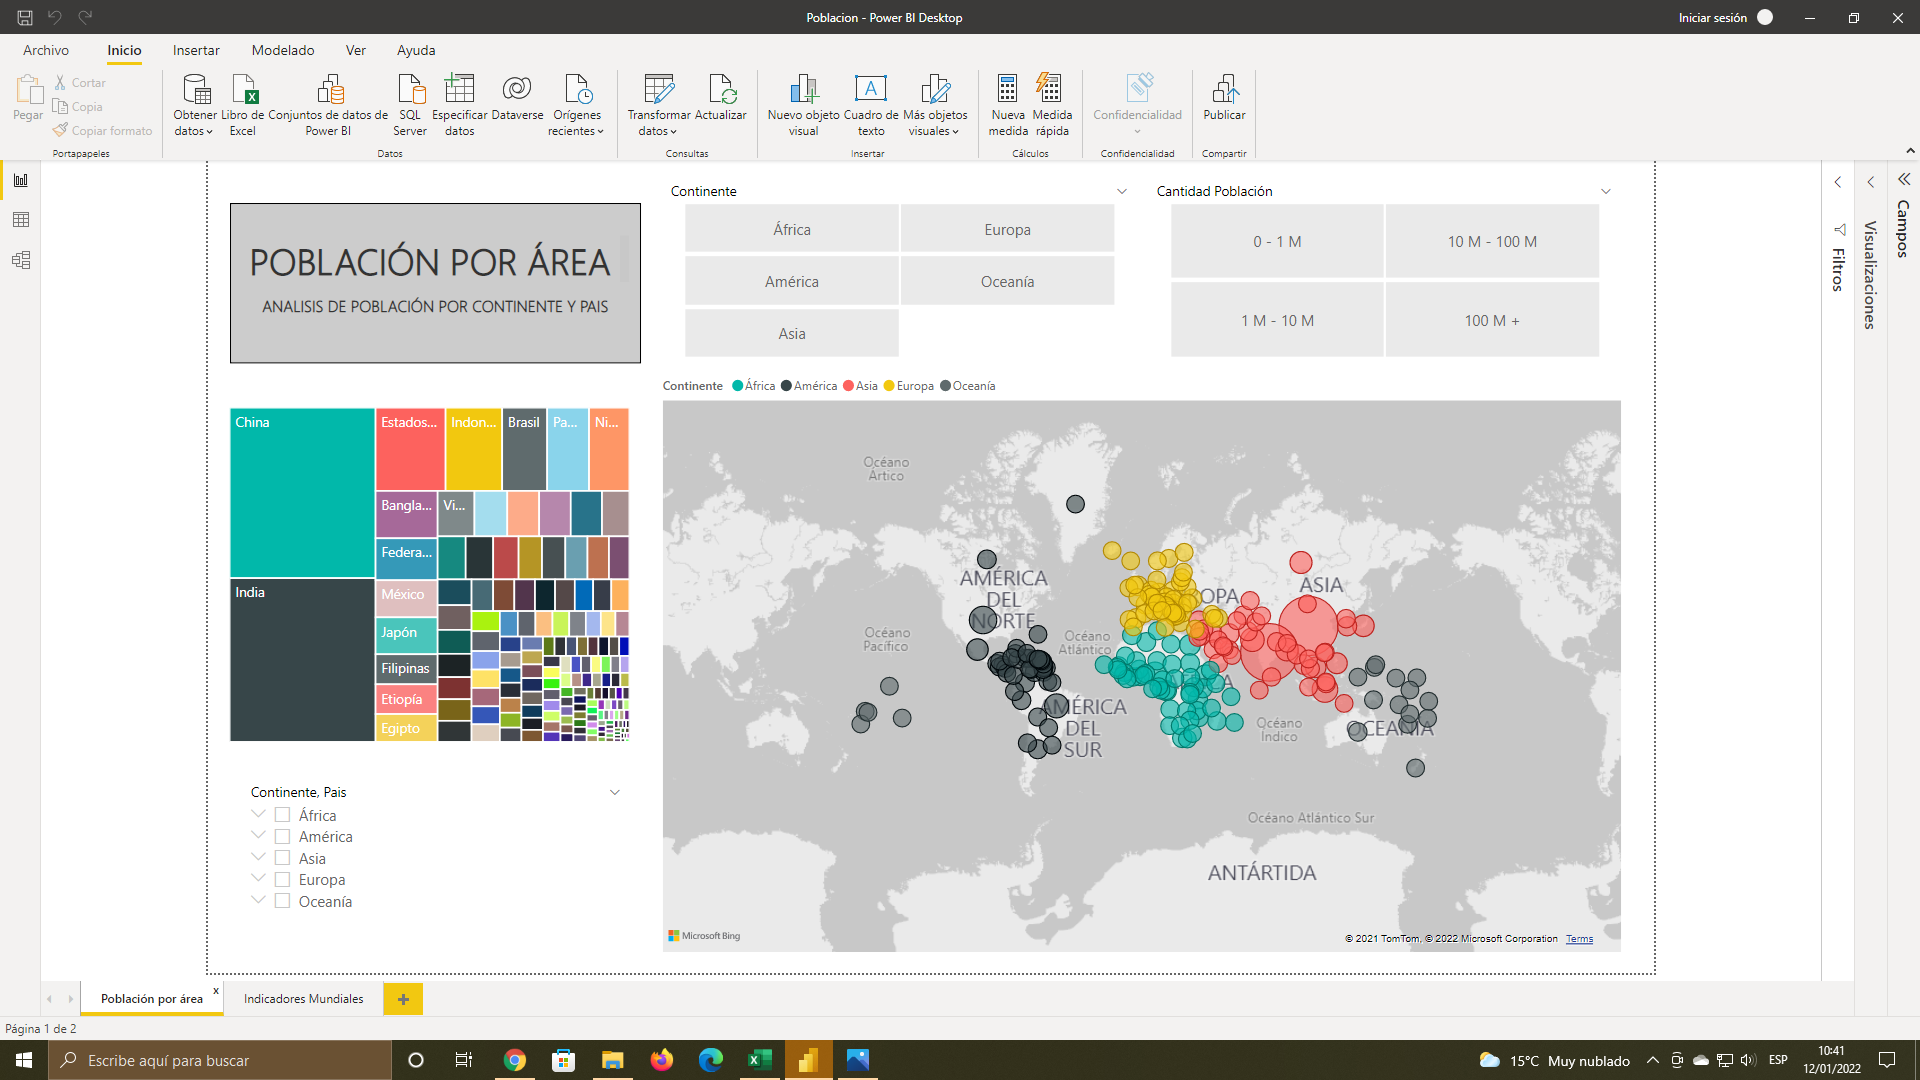 Poblacion - Power BI Desktop
Iniciar sesión
Archivo
Inicio
Insertar
Modelado
Ver
Ayuda
Pegar
Cortar
Copia
Copiar formato
Portapapeles
Obtener datos
Libro de Excel
Conjuntos de datos de Power BI
SQL Server
Especificar datos
Dataverse
Orígenes recientes
Datos
Transformar datos
Actualizar
Consultas
Nuevo objeto visual
Cuadro de texto
Más objetos visuales
Insertar
Nueva medida
Medida rápida
Cálculos
Confidencialidad
Confidencialidad
Publicar
Compartir
POBLACIÓN POR ÁREA
ANALISIS DE POBLACIÓN POR CONTINENTE Y PAIS
Continente
África
Europa
América
Oceanía
Asia
Cantidad Población
0 - 1 M
10 M - 100 M
1 M - 10 M
100 M +
Filtros
Visualizaciones
Campos
China
Estados...
Indon...
Brasil
Pa...
Ni...
Bangla...
Vi...
Federa...
India
México
Japón
Filipinas
Etiopía
Egipto
Continente África América Asia Europa Oceanía
Océano Ártico
AMÉRICA DEL NORTE
OPA
ASIA
Océano Pacífico
Océano Atlántico
AMÉRICA DEL SUR
Océano Índico
OCEANÍA
Océano Atlántico Sur
ANTÁRTIDA
Microsoft Bing
© 2021 TomTom, © 2022 Microsoft Corporation Terms
Continente, Pais
África
América
Asia
Europa
Oceanía
Población por área
x
Indicadores Mundiales
+
Página 1 de 2
Escribe aquí para buscar
15°C Muy nublado
ESP
10:41
12/01/2022